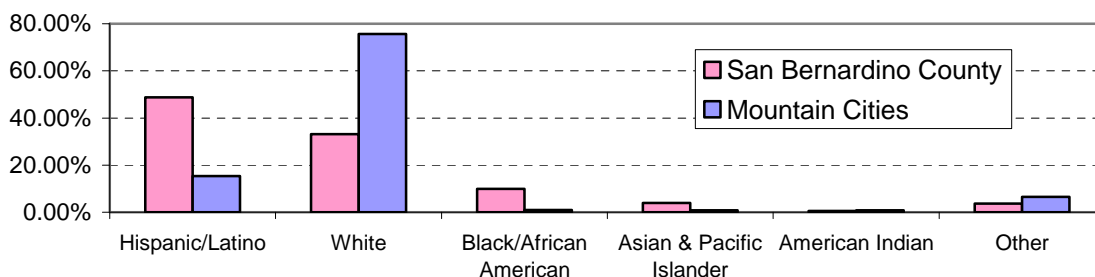 80.00%
60.00%
40.00%
20.00%
0.00%
San Bernardino County
Mountain Cities
Hispanic/Latino
White
Black/African
American
Asian & Pacific
Islander
American Indian
Other